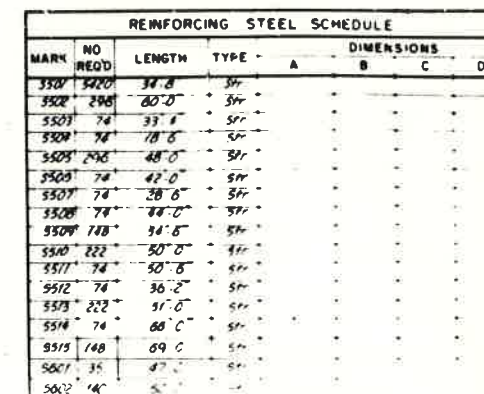 REINFORCING STEEL SCHEDULE
MARK NO REQ'D LENGTH TYPE DIMENSIONS
A B C D
5501 5420 34-8 Str
5502 296 60-0 Str
5503 74 33-4 Str
5504 74 18-6 Str
5505 296 48-0 Str
5506 74 42-0 Str
5507 74 28-6 Str
5508 74 44-0 Str
5509 148 54-6 Str
5510 222 50-0 Str
5511 74 50-6 Str
5512 74 36-2 Str
5513 222 51-0 Str
5514 74 66-0 Str
5515 148 69-0 Str
5601 35
5602 140